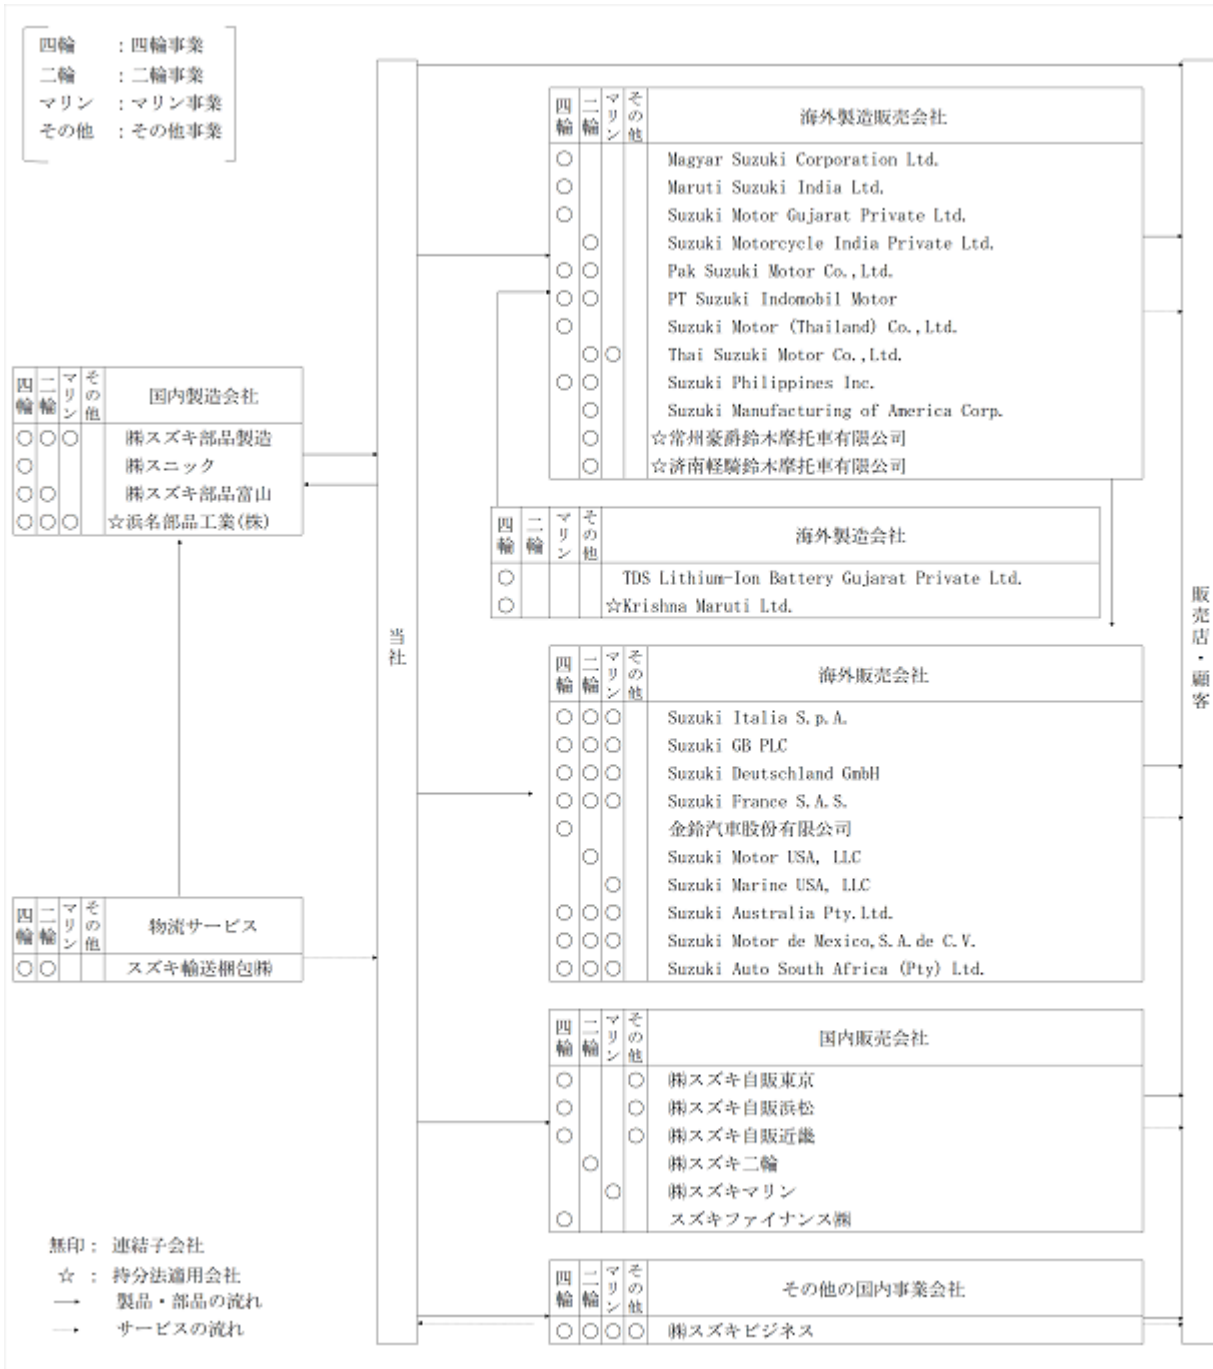 四輪 ：四輪事業
二輪 ：二輪事業
マリン ：マリン事業
その他 ：その他事業
四輪 二輪 マリン その他 海外製造販売会社
○ Magyar Suzuki Corporation Ltd.
○ Maruti Suzuki India Ltd.
○ Suzuki Motor Gujarat Private Ltd.
○ Suzuki Motorcycle India Private Ltd.
○ ○ Pak Suzuki Motor Co.,Ltd.
○ ○ PT Suzuki Indomobil Motor
○ Suzuki Motor (Thailand) Co.,Ltd.
○ ○ Thai Suzuki Motor Co.,Ltd.
○ ○ Suzuki Philippines Inc.
○ Suzuki Manufacturing of America Corp.
○ ☆常州豪爵鈴木摩托車有限公司
○ ☆済南軽騎鈴木摩托車有限公司
四輪 二輪 マリン その他 国内製造会社
○ ○ ○ ㈱スズキ部品製造
○ ㈱スニック
○ ○ ㈱スズキ部品富山
○ ○ ○ ☆浜名部品工業(株)
四輪 二輪 マリン その他 海外製造会社
○ TDS Lithium-Ion Battery Gujarat Private Ltd.
○ ☆Krishna Maruti Ltd.
当社
販売店・顧客
四輪 二輪 マリン その他 海外販売会社
○ ○ ○ Suzuki Italia S.p.A.
○ ○ ○ Suzuki GB PLC
○ ○ ○ Suzuki Deutschland GmbH
○ ○ ○ Suzuki France S.A.S.
○ 金鈴汽車股份有限公司
○ Suzuki Motor USA, LLC
○ Suzuki Marine USA, LLC
○ ○ ○ Suzuki Australia Pty.Ltd.
○ ○ ○ Suzuki Motor de Mexico,S.A.de C.V.
○ ○ ○ Suzuki Auto South Africa (Pty) Ltd.
四輪 二輪 マリン その他 物流サービス
○ ○ スズキ輸送梱包㈱
四輪 二輪 マリン その他 国内販売会社
○ ○ ㈱スズキ自販東京
○ ○ ㈱スズキ自販浜松
○ ○ ㈱スズキ自販近畿
○ ㈱スズキ二輪
○ ㈱スズキマリン
○ スズキファイナンス㈱
四輪 二輪 マリン その他 その他の国内事業会社
○ ○ ○ ○ ㈱スズキビジネス
無印： 連結子会社
☆ ： 持分法適用会社
→ 製品・部品の流れ
→ サービスの流れ